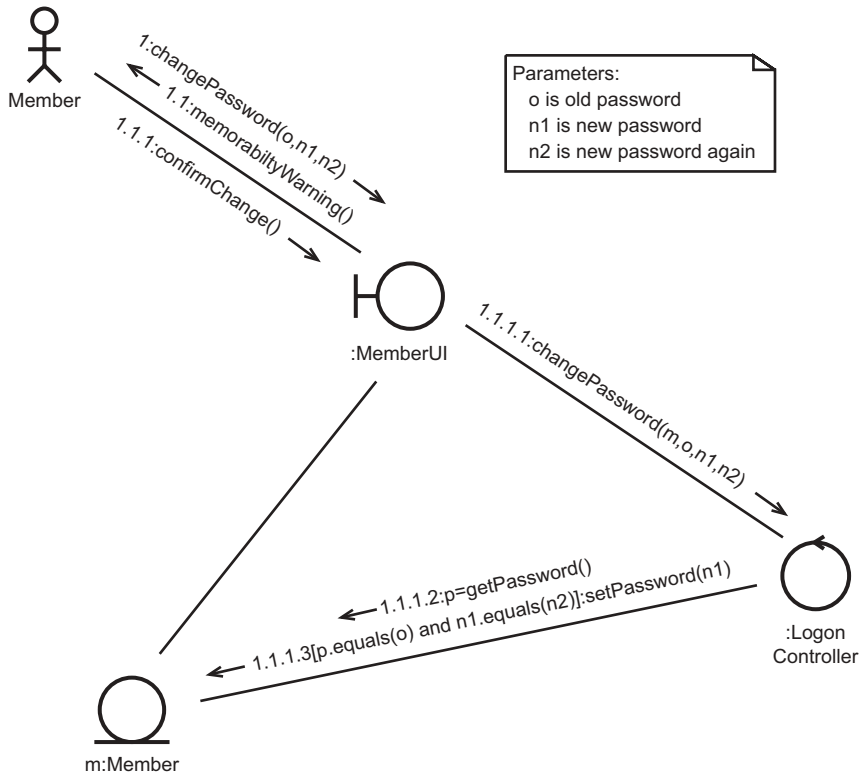 Member
1:changePassword(o,n1,n2)
1.1:memorabiltyWarning()
1.1.1:confirmChange()
Parameters:
o is old password
n1 is new password
n2 is new password again
:MemberUI
1.1.1.1:changePassword(m,o,n1,n2)
1.1.1.2:p=getPassword()
1.1.1.3[p.equals(o) and n1.equals(n2)]:setPassword(n1)
:Logon
Controller
m:Member